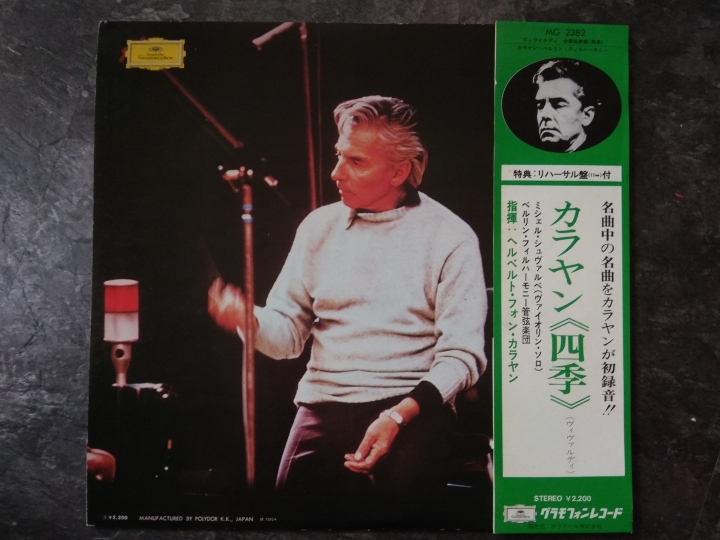 Deutsche
Grammophon
MG 2382
特典:リハーサル盤(17cm)付
名曲中の名曲をカラヤンが初録音!!
カラヤン《四季》
(ヴィヴァルディ)
ミシェル・シュヴァルベ(ヴァイオリン・ソロ)
ベルリン・フィルハーモニー管弦楽団
指揮:ヘルベルト・フォン・カラヤン
STEREO ¥2,200
グラモフォンレコード
¥2,200 MANUFACTURED BY POLYDOR K.K., JAPAN